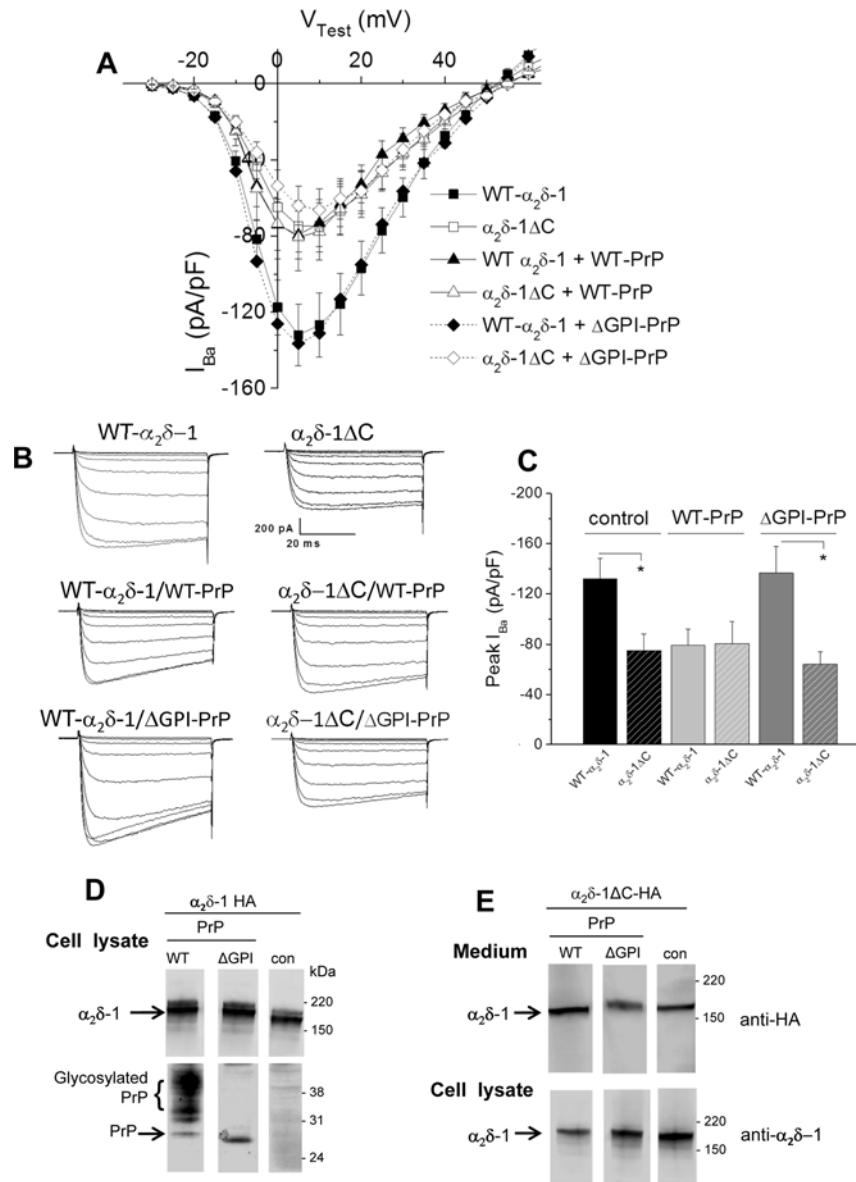 V_Test (mV)
A
-20 0 20 40
0
-40
-80
-120
-160
I_Ba (pA/pF)
WT-α₂δ-1
α₂δ-1ΔC
WT α₂δ-1 + WT-PrP
α₂δ-1ΔC + WT-PrP
WT-α₂δ-1 + ΔGPI-PrP
α₂δ-1ΔC + ΔGPI-PrP
B
WT-α₂δ–1
α₂δ-1ΔC
200 pA
20 ms
WT-α₂δ-1/WT-PrP
α₂δ–1ΔC/WT-PrP
WT-α₂δ-1/ΔGPI-PrP
α₂δ–1ΔC/ΔGPI-PrP
C
-200
-160
-120
-80
-40
0
Peak I_Ba (pA/pF)
control WT-PrP ΔGPI-PrP
* *
WT-α₂δ-1 α₂δ-1ΔC WT-α₂δ-1 α₂δ-1ΔC WT-α₂δ-1 α₂δ-1ΔC
D
α₂δ-1 HA
PrP
Cell lysate
WT ΔGPI con
kDa
α₂δ-1
220
150
Glycosylated
PrP
PrP
38
31
24
E
α₂δ-1ΔC-HA
PrP
Medium
WT ΔGPI con
α₂δ-1
220
150
anti-HA
Cell lysate
α₂δ-1
220
150
anti-α₂δ–1